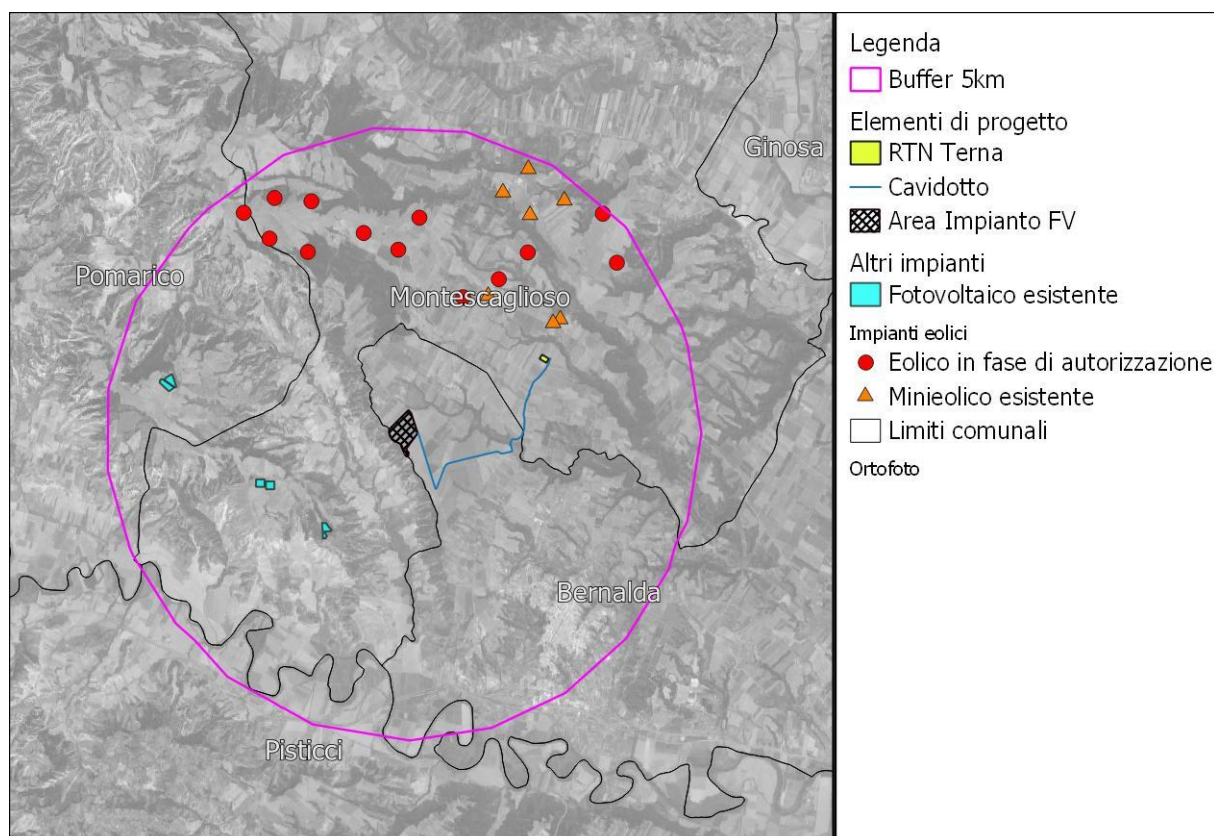 Ginosa
Pomarico
Montescaglioso
Bernalda
Pisticci
Legenda
Buffer 5km
Elementi di progetto
RTN Terna
Cavidotto
Area Impianto FV
Altri impianti
Fotovoltaico esistente
Impianti eolici
Eolico in fase di autorizzazione
Minieolico esistente
Limiti comunali
Ortofoto